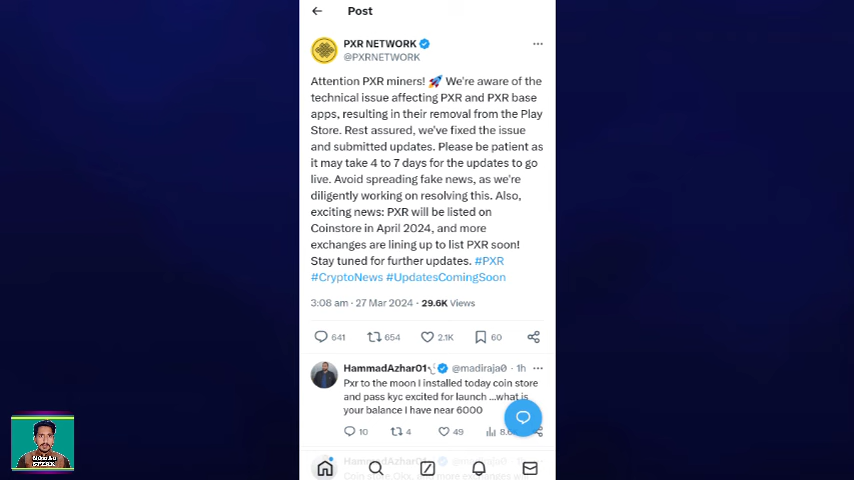 Post
PXR NETWORK
@PXRNETWORK
Attention PXR miners! 🚀 We're aware of the
technical issue affecting PXR and PXR base
apps, resulting in their removal from the Play
Store. Rest assured, we've fixed the issue
and submitted updates. Please be patient as
it may take 4 to 7 days for the updates to go
live. Avoid spreading fake news, as we're
diligently working on resolving this. Also,
exciting news: PXR will be listed on
Coinstore in April 2024, and more
exchanges are lining up to list PXR soon!
Stay tuned for further updates. #PXR
#CryptoNews #UpdatesComingSoon
3:08 am · 27 Mar 2024 · 29.6K Views
641 654 2.1K 60
HammadAzhar01 @madiraja0 · 1h
Pxr to the moon I installed today coin store
and pass kyc excited for launch ...what is
your balance I have near 6000
10 4 49